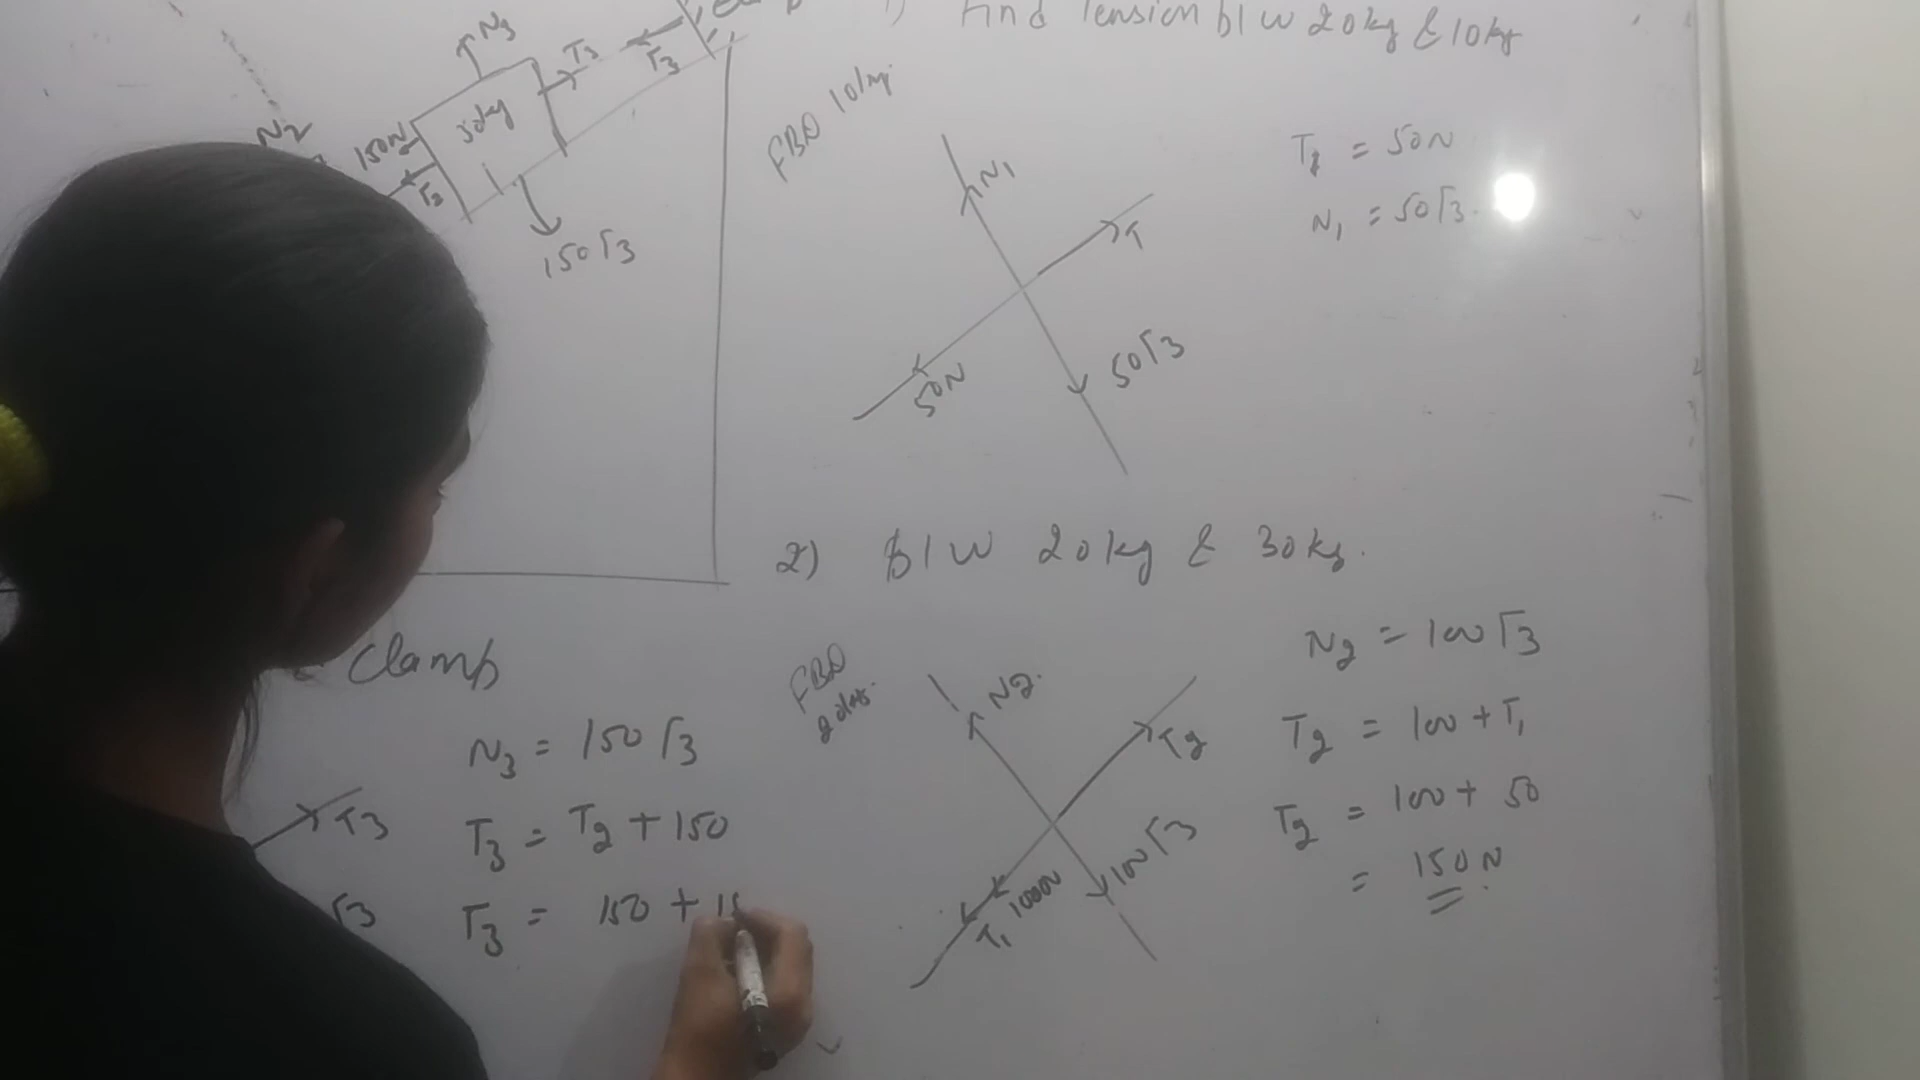 1) Find Tension b/w 20kg & 10kg
N3
T3
T3
30kg
N2
150N
T2
150√3
FBD 10kg
N1
T
50N
50√3
T1 = 50N
N1 = 50√3
2) B/W 20kg & 30kg.
Clamp
N3 = 150√3
T3
T3 = T2 + 150
√3
T3 = 150 + 15
FBD
20kg.
N2.
T2
100√3
100N
T1
N2 = 100√3
T2 = 100 + T1
T2 = 100 + 50
= 150N